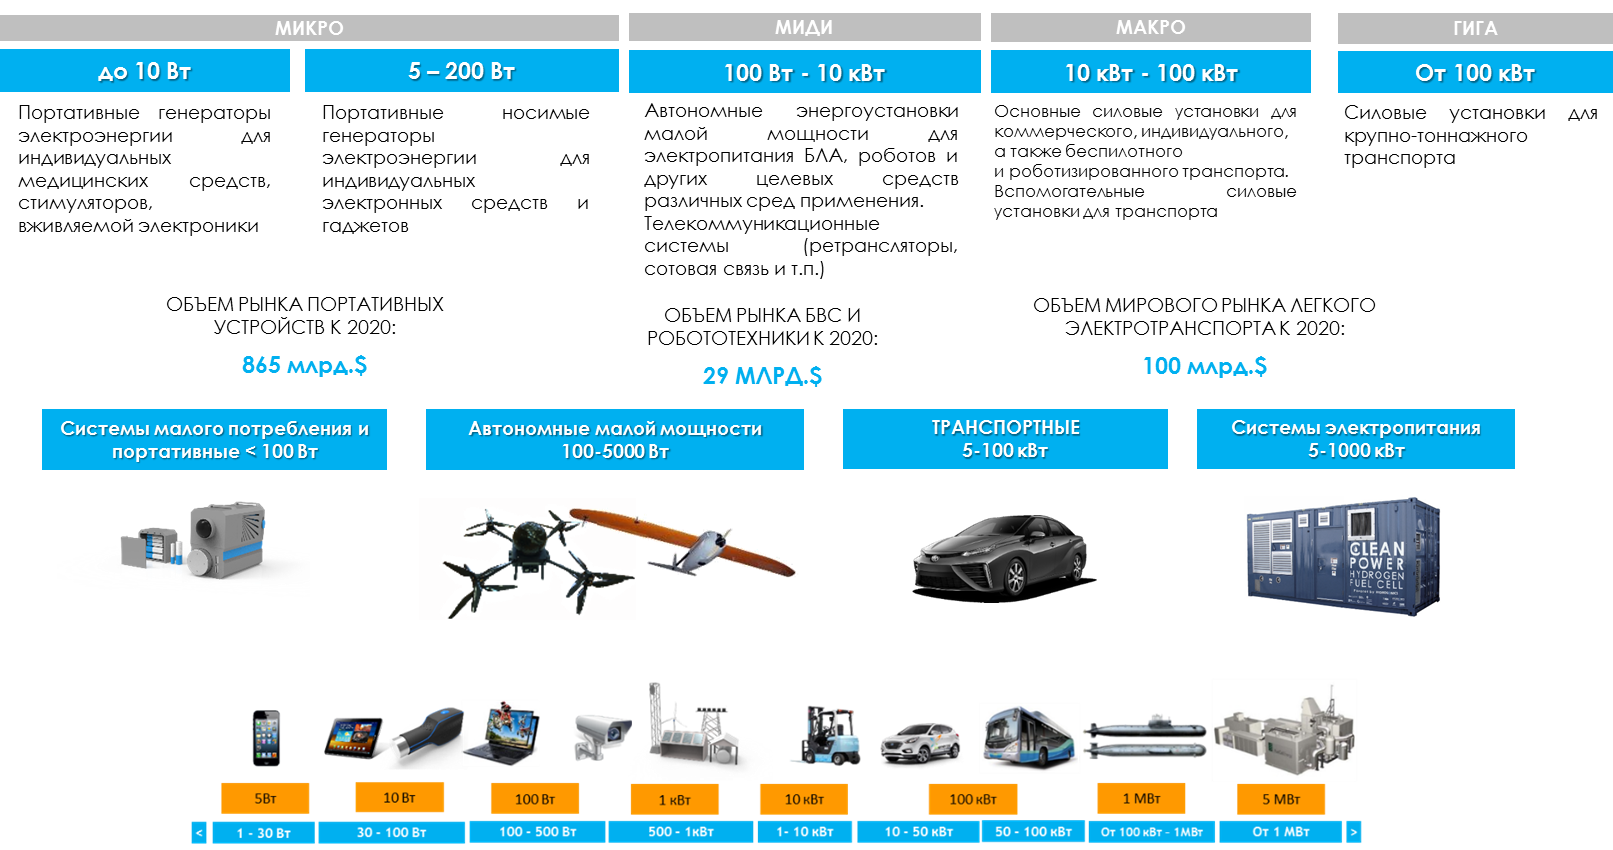 МИКРО
МИДИ
МАКРО
ГИГА
до 10 Вт
5 – 200 Вт
100 Вт - 10 кВт
10 кВт - 100 кВт
От 100 кВт
Портативные генераторы
электроэнергии для
индивидуальных
медицинских средств,
стимуляторов,
вживляемой электроники
Портативные носимые
генераторы
электроэнергии для
индивидуальных
электронных средств и
гаджетов
Автономные энергоустановки
малой мощности для
электропитания БЛА, роботов и
других целевых средств
различных сред применения.
Телекоммуникационные
системы (ретрансляторы,
сотовая связь и т.п.)
Основные силовые установки для
коммерческого, индивидуального,
а также беспилотного
и роботизированного транспорта.
Вспомогательные силовые
установки для транспорта
Силовые установки для
крупно-тоннажного
транспорта
ОБЪЕМ РЫНКА ПОРТАТИВНЫХ
УСТРОЙСТВ К 2020:
865 млрд.$
ОБЪЕМ РЫНКА БВС И
РОБОТОТЕХНИКИ К 2020:
29 МЛРД.$
ОБЪЕМ МИРОВОГО РЫНКА ЛЕГКОГО
ЭЛЕКТРОТРАНСПОРТА К 2020:
100 млрд.$
Системы малого потребления и
портативные < 100 Вт
Автономные малой мощности
100-5000 Вт
ТРАНСПОРТНЫЕ
5-100 кВт
Системы электропитания
5-1000 кВт
CLEAN
POWER
HYDROGEN
FUEL CELL
5Вт
10 Вт
100 Вт
1 кВт
10 кВт
100 кВт
1 МВт
5 МВт
<
1 - 30 Вт
30 - 100 Вт
100 - 500 Вт
500 - 1кВт
1- 10 кВт
10 - 50 кВт
50 - 100 кВт
От 100 кВт - 1МВт
От 1 МВт
>